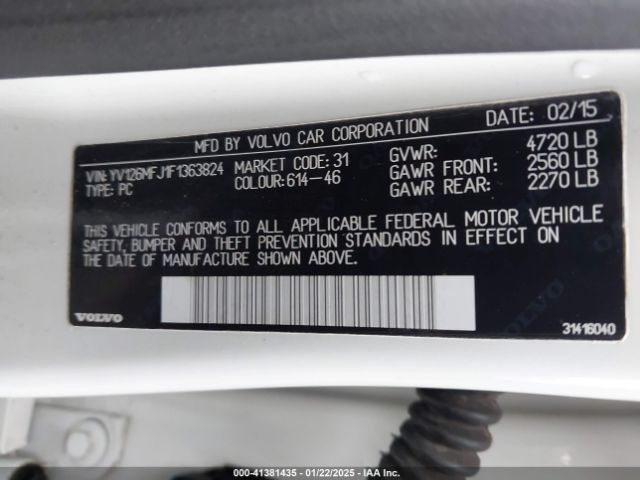 DATE: 02/15
MFD BY VOLVO CAR CORPORATION
VIN: YV126MFJ1F1363824 MARKET CODE: 31 GVWR: 4720 LB
TYPE: PC COLOUR: 614-46 GAWR FRONT: 2560 LB
GAWR REAR: 2270 LB
THIS VEHICLE CONFORMS TO ALL APPLICABLE FEDERAL MOTOR VEHICLE
SAFETY, BUMPER AND THEFT PREVENTION STANDARDS IN EFFECT ON
THE DATE OF MANUFACTURE SHOWN ABOVE.
VOLVO
31416040
000-41381435 - 01/22/2025 - IAA Inc.